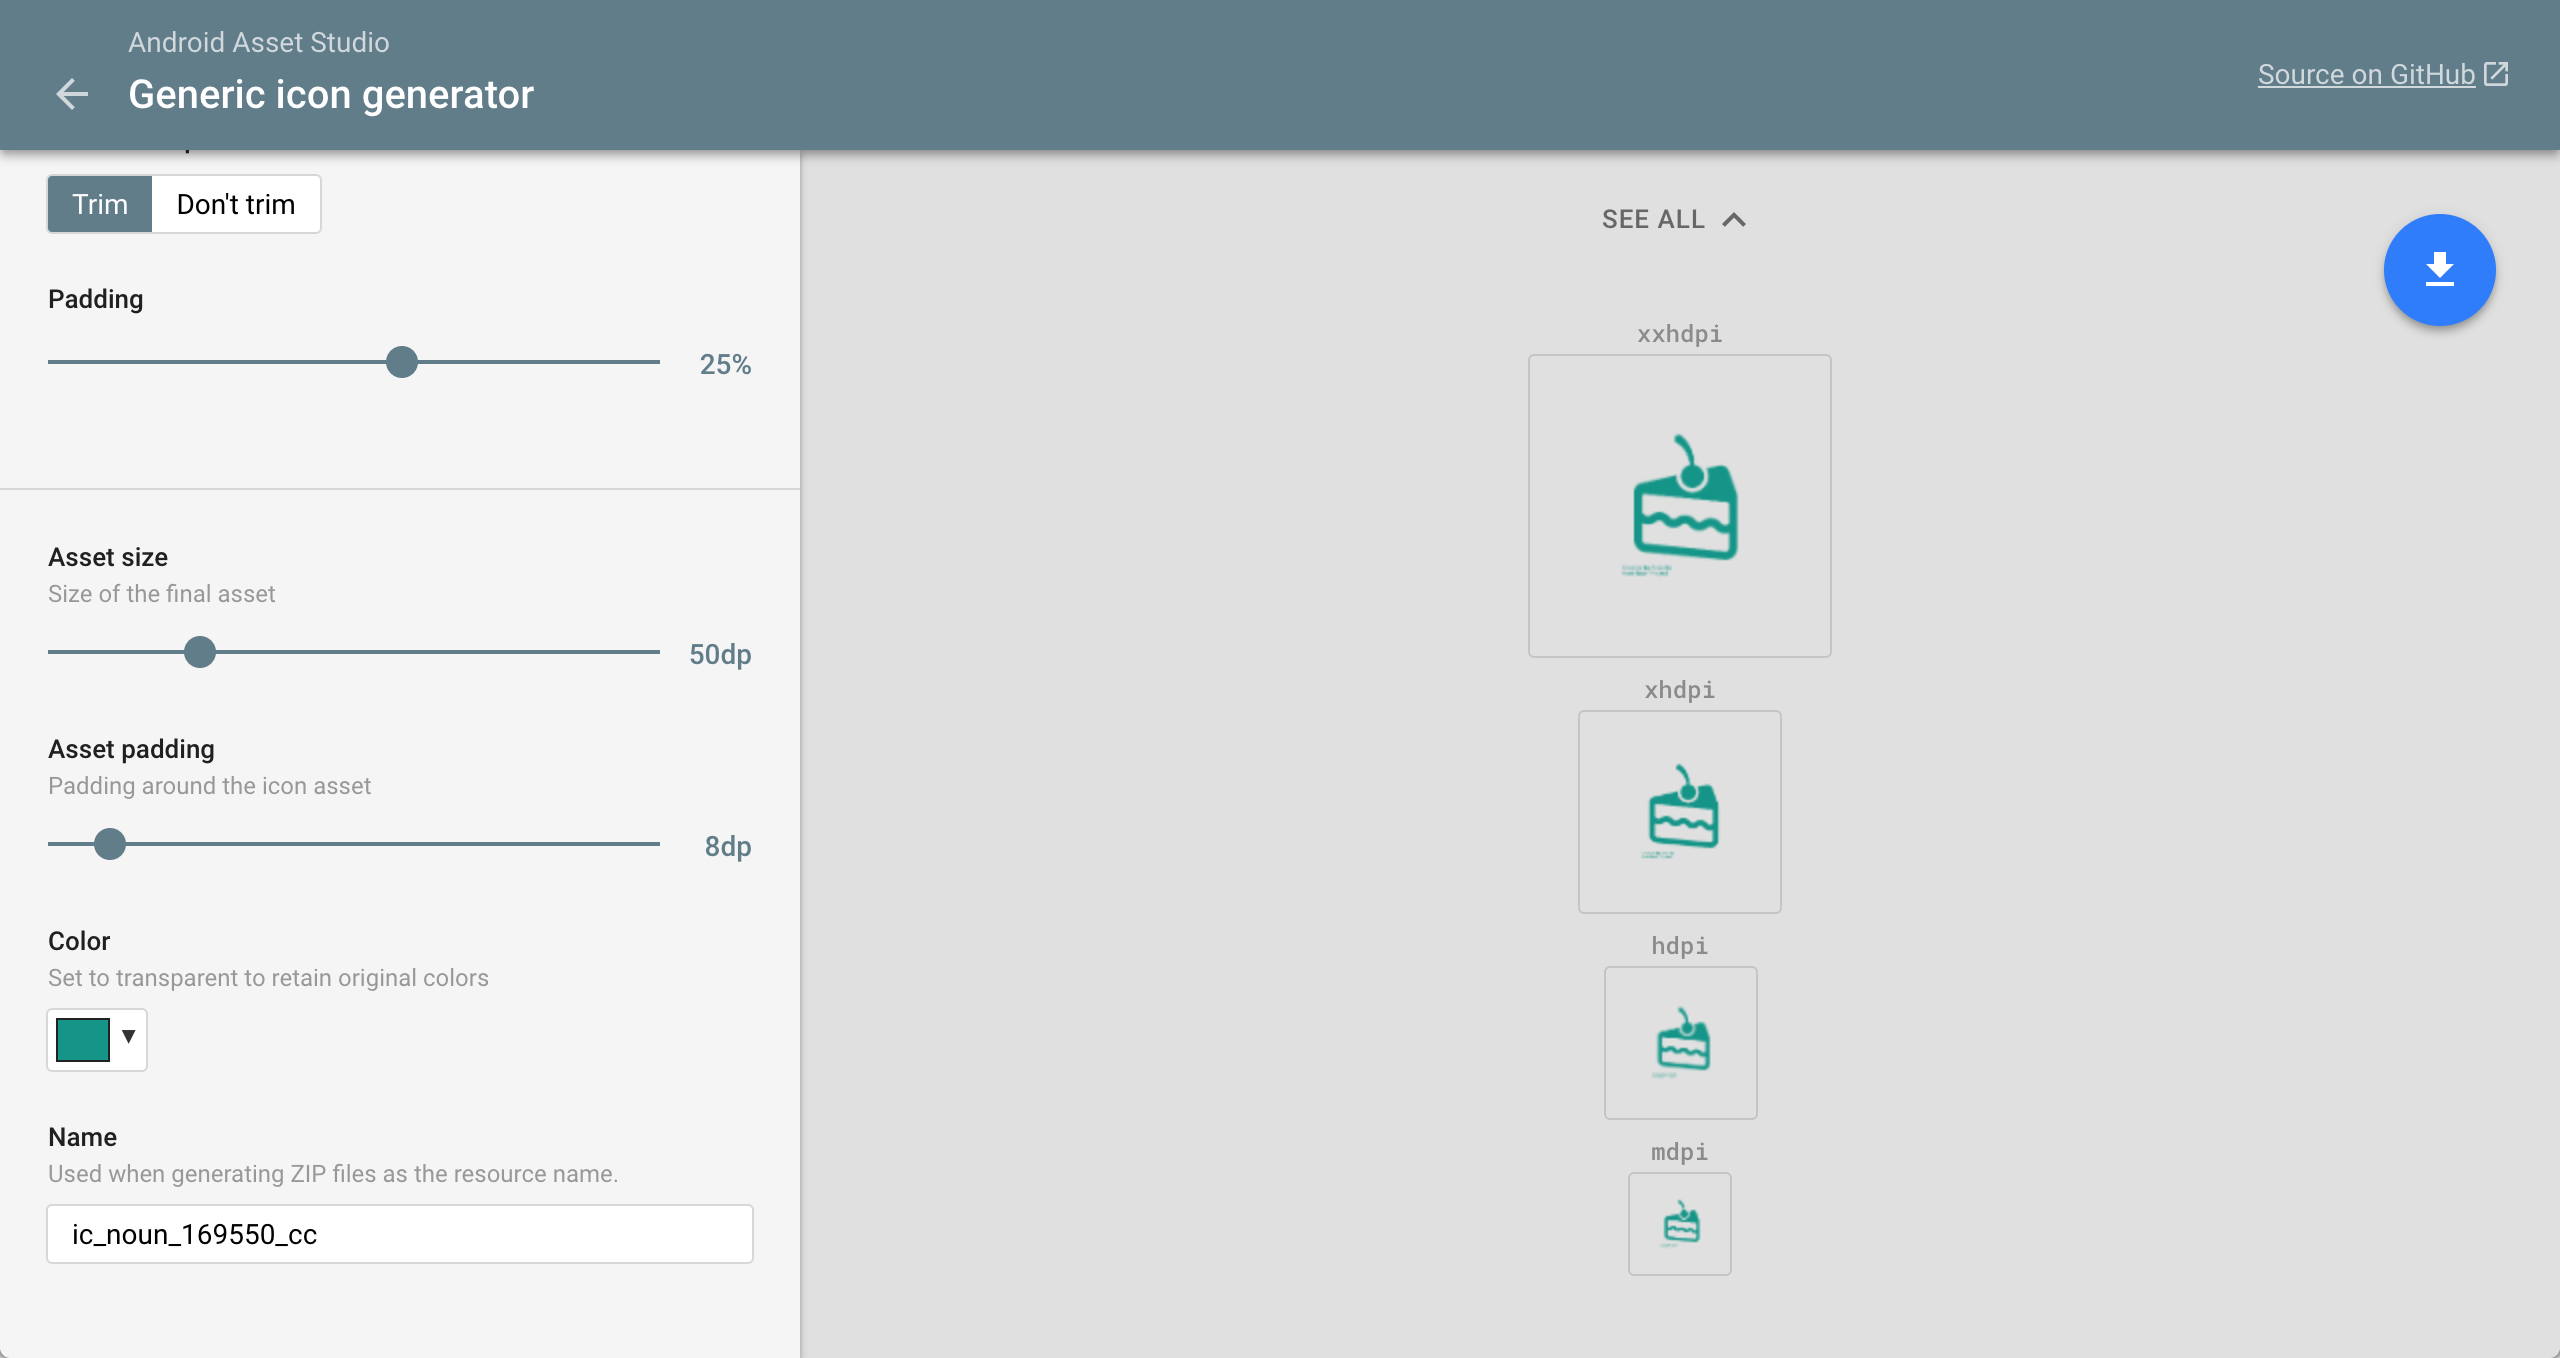 Android Asset Studio
Generic icon generator
Source on GitHub
Trim
Don't trim
Padding
25%
Asset size
Size of the final asset
50dp
Asset padding
Padding around the icon asset
8dp
Color
Set to transparent to retain original colors
Name
Used when generating ZIP files as the resource name.
ic_noun_169550_cc
SEE ALL
xxhdpi
xhdpi
hdpi
mdpi